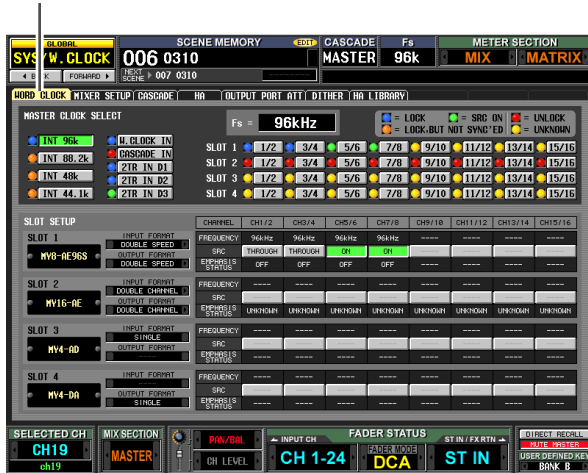 GLOBAL
SYS/W.CLOCK
BACK FORWARD
SCENE MEMORY EDIT
006 0310
NEXT SCENE 007 0310
CASCADE
MASTER
Fs
96k
METER SECTION
MIX MATRIX
WORD CLOCK MIXER SETUP CASCADE HA OUTPUT PORT ATT DITHER HA LIBRARY
MASTER CLOCK SELECT
Fs = 96kHz
= LOCK = SRC ON = UNLOCK
= LOCK,BUT NOT SYNC'ED = UNKNOWN
INT 96k W.CLOCK IN
INT 88.2k CASCADE IN
INT 48k 2TR IN D1
2TR IN D2
INT 44.1k 2TR IN D3
SLOT 1 1/2 3/4 5/6 7/8 9/10 11/12 13/14 15/16
SLOT 2 1/2 3/4 5/6 7/8 9/10 11/12 13/14 15/16
SLOT 3 1/2 3/4 5/6 7/8 9/10 11/12 13/14 15/16
SLOT 4 1/2 3/4 5/6 7/8 9/10 11/12 13/14 15/16
SLOT SETUP
CHANNEL CH1/2 CH3/4 CH5/6 CH7/8 CH9/10 CH11/12 CH13/14 CH15/16
SLOT 1
MY8-AE96S
INPUT FORMAT
DOUBLE SPEED
OUTPUT FORMAT
DOUBLE SPEED
FREQUENCY 96kHz 96kHz 96kHz 96kHz ---- ---- ---- ----
SRC THROUGH THROUGH ON ON
EMPHASIS STATUS OFF OFF OFF OFF ---- ---- ---- ----
SLOT 2
MY16-AE
INPUT FORMAT
DOUBLE CHANNEL
OUTPUT FORMAT
DOUBLE CHANNEL
FREQUENCY ---- ---- ---- ---- ---- ---- ---- ----
SRC
EMPHASIS STATUS UNKNOWN UNKNOWN UNKNOWN UNKNOWN UNKNOWN UNKNOWN UNKNOWN UNKNOWN
SLOT 3
MY4-AD
INPUT FORMAT
SINGLE
OUTPUT FORMAT
FREQUENCY ---- ---- ---- ---- ---- ---- ---- ----
SRC
EMPHASIS STATUS ---- ---- ---- ---- ---- ---- ---- ----
SLOT 4
MY4-DA
INPUT FORMAT
OUTPUT FORMAT
SINGLE
FREQUENCY ---- ---- ---- ---- ---- ---- ---- ----
SRC
EMPHASIS STATUS ---- ---- ---- ---- ---- ---- ---- ----
SELECTED CH
CH19
ch19
MIX SECTION
MASTER
PAN/BAL
CH LEVEL
FADER STATUS
INPUT CH
CH 1-24
FADER MODE
DCA
ST IN / FX RTN
ST IN
DIRECT RECALL
MUTE MASTER
USER DEFINED KEY
BANK B